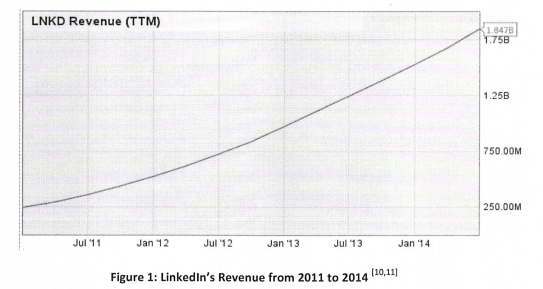 LNKD Revenue (TTM)
1.847B
1.75B
1.25B
750.00M
250.00M
Jul '11 Jan '12 Jul '12 Jan '13 Jul '13 Jan '14
Figure 1: LinkedIn's Revenue from 2011 to 2014 [10,11]